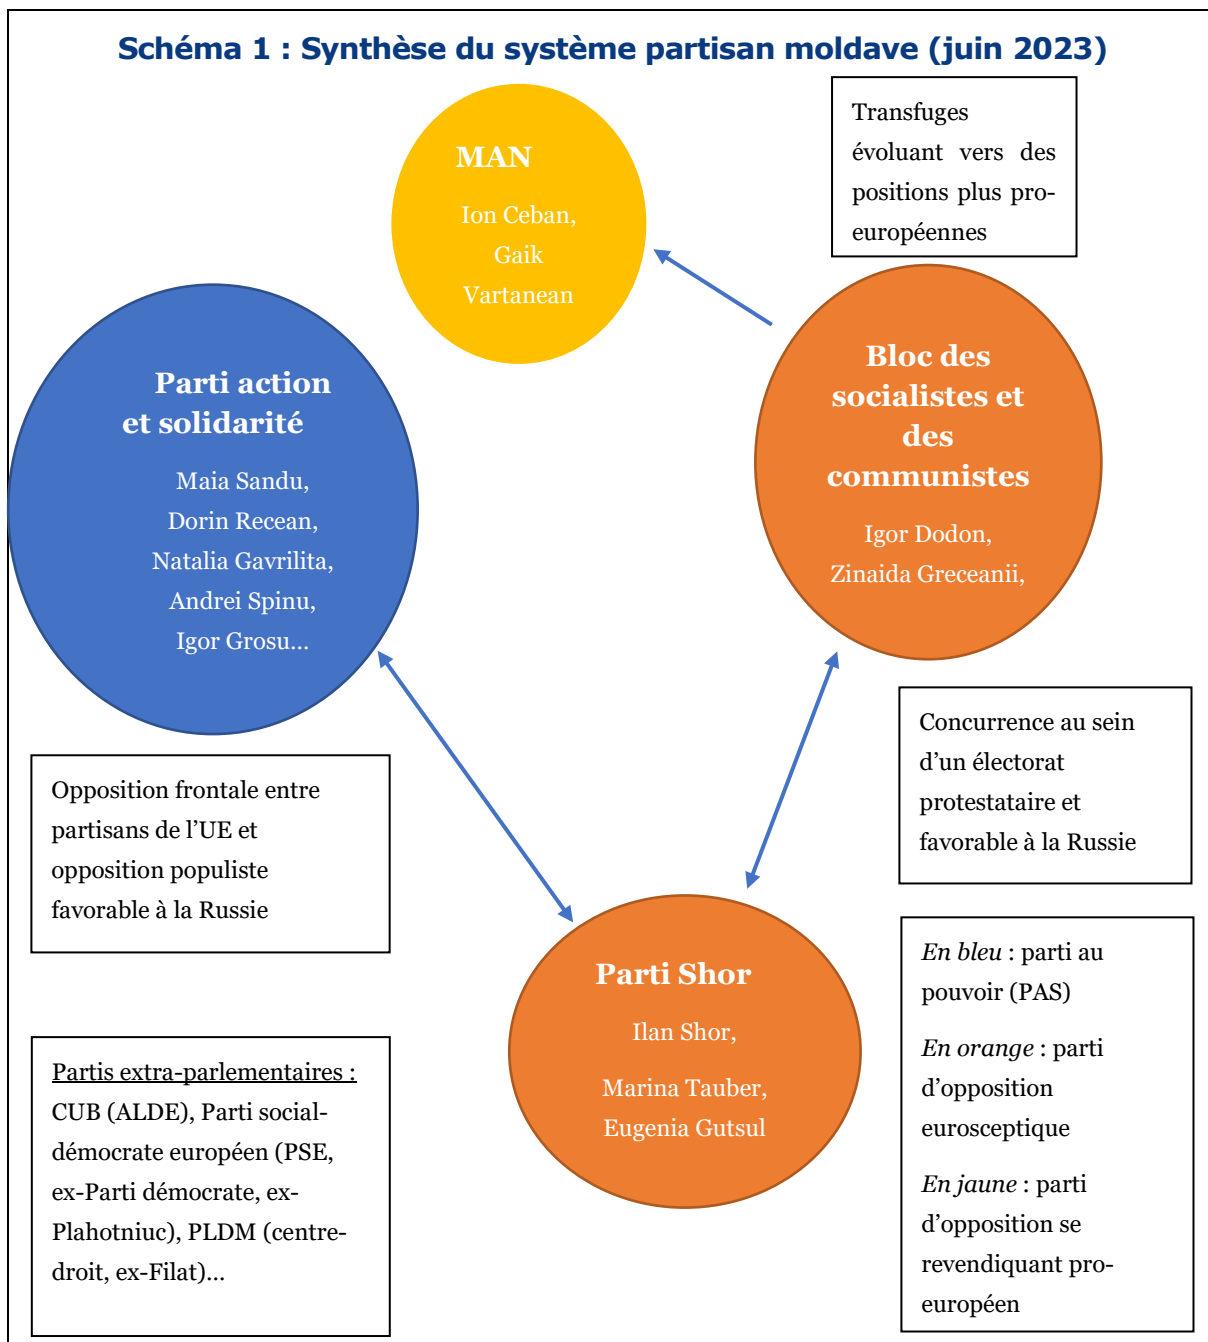 Schéma 1 : Synthèse du système partisan moldave (juin 2023)
MAN
Ion Ceban,
Gaik
Vartanean
Transfuges
évoluant vers des
positions plus pro-
européennes
Parti action
et solidarité
Maia Sandu,
Dorin Recean,
Natalia Gavrilita,
Andrei Spinu,
Igor Grosu...
Bloc des
socialistes et
des
communistes
Igor Dodon,
Zinaida Greceanii,
Opposition frontale entre
partisans de l’UE et
opposition populiste
favorable à la Russie
Concurrence au sein
d’un électorat
protestataire et
favorable à la Russie
Parti Shor
Ilan Shor,
Marina Tauber,
Eugenia Gutsul
Partis extra-parlementaires :
CUB (ALDE), Parti social-
démocrate européen (PSE,
ex-Parti démocrate, ex-
Plahotniuc), PLDM (centre-
droit, ex-Filat)...
En bleu : parti au
pouvoir (PAS)
En orange : parti
d’opposition
eurosceptique
En jaune : parti
d’opposition se
revendiquant pro-
européen